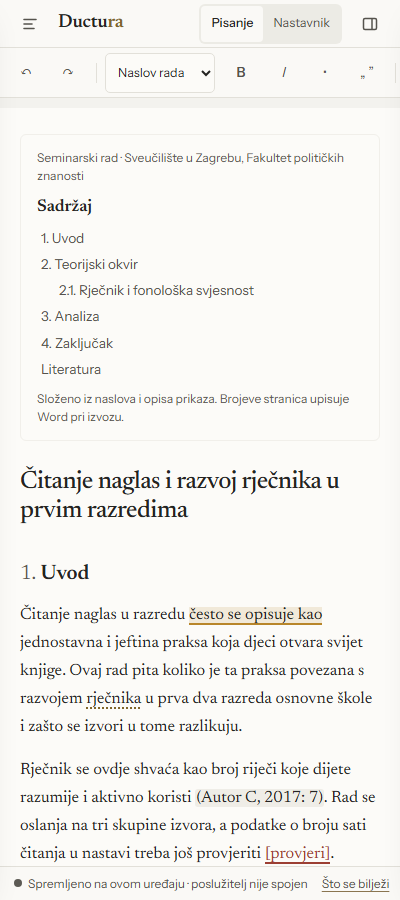 Ductura
Pisanje
Nastavnik
Naslov rada
B
I
·
„ ”
Seminarski rad · Sveučilište u Zagrebu, Fakultet političkih
znanosti
Sadržaj
1. Uvod
2. Teorijski okvir
2.1. Rječnik i fonološka svjesnost
3. Analiza
4. Zaključak
Literatura
Složeno iz naslova i opisa prikaza. Brojeve stranica upisuje
Word pri izvozu.
Čitanje naglas i razvoj rječnika u
prvim razredima
1. Uvod
Čitanje naglas u razredu često se opisuje kao
jednostavna i jeftina praksa koja djeci otvara svijet
knjige. Ovaj rad pita koliko je ta praksa povezana s
razvojem rječnika u prva dva razreda osnovne škole
i zašto se izvori u tome razlikuju.
Rječnik se ovdje shvaća kao broj riječi koje dijete
razumije i aktivno koristi (Autor C, 2017: 7). Rad se
oslanja na tri skupine izvora, a podatke o broju sati
čitanja u nastavi treba još provjeriti [provjeri].
Spremljeno na ovom uređaju · poslužitelj nije spojen
Što se bilježi